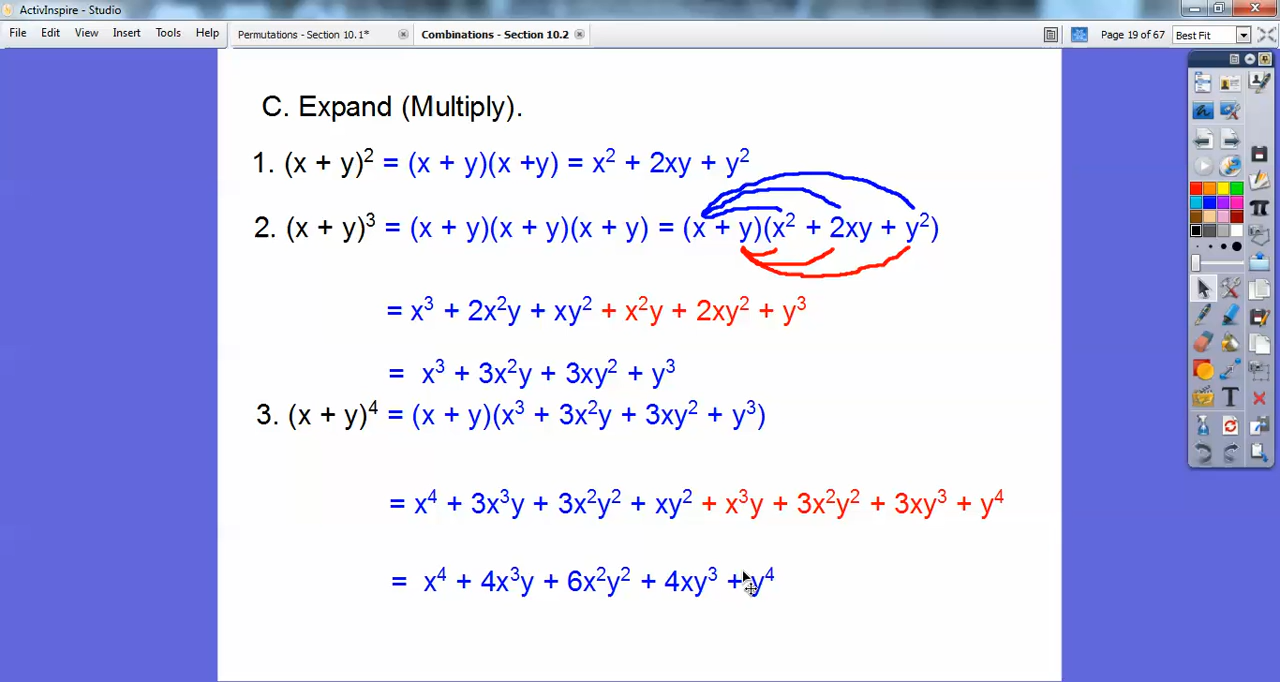 ActivInspire - Studio
File Edit View Insert Tools Help
Permutations - Section 10.1* Combinations - Section 10.2
Page 19 of 67 Best Fit
C. Expand (Multiply).
1. (x + y)² = (x + y)(x +y) = x² + 2xy + y²
2. (x + y)³ = (x + y)(x + y)(x + y) = (x + y)(x² + 2xy + y²)
= x³ + 2x²y + xy² + x²y + 2xy² + y³
= x³ + 3x²y + 3xy² + y³
3. (x + y)⁴ = (x + y)(x³ + 3x²y + 3xy² + y³)
= x⁴ + 3x³y + 3x²y² + xy² + x³y + 3x²y² + 3xy³ + y⁴
= x⁴ + 4x³y + 6x²y² + 4xy³ + y⁴